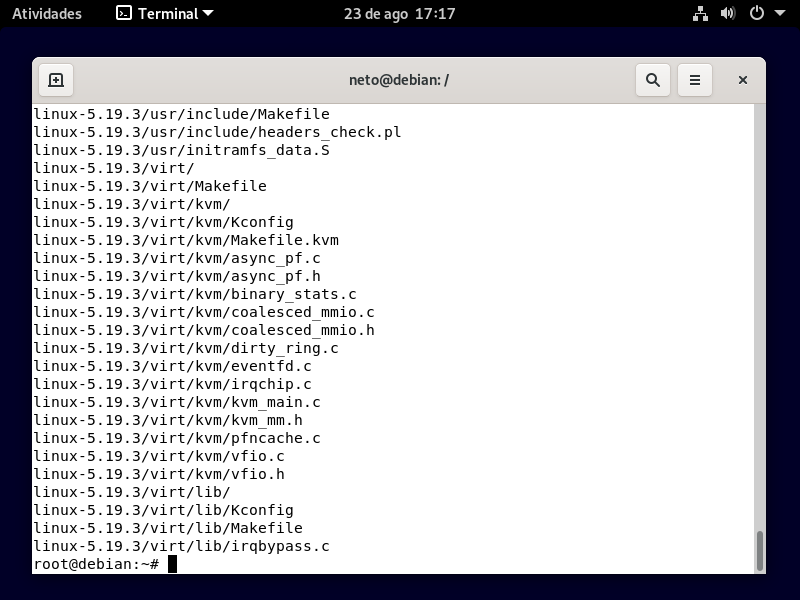 Atividades Terminal 23 de ago 17:17
neto@debian: /
linux-5.19.3/usr/include/Makefile
linux-5.19.3/usr/include/headers_check.pl
linux-5.19.3/usr/initramfs_data.S
linux-5.19.3/virt/
linux-5.19.3/virt/Makefile
linux-5.19.3/virt/kvm/
linux-5.19.3/virt/kvm/Kconfig
linux-5.19.3/virt/kvm/Makefile.kvm
linux-5.19.3/virt/kvm/async_pf.c
linux-5.19.3/virt/kvm/async_pf.h
linux-5.19.3/virt/kvm/binary_stats.c
linux-5.19.3/virt/kvm/coalesced_mmio.c
linux-5.19.3/virt/kvm/coalesced_mmio.h
linux-5.19.3/virt/kvm/dirty_ring.c
linux-5.19.3/virt/kvm/eventfd.c
linux-5.19.3/virt/kvm/irqchip.c
linux-5.19.3/virt/kvm/kvm_main.c
linux-5.19.3/virt/kvm/kvm_mm.h
linux-5.19.3/virt/kvm/pfncache.c
linux-5.19.3/virt/kvm/vfio.c
linux-5.19.3/virt/kvm/vfio.h
linux-5.19.3/virt/lib/
linux-5.19.3/virt/lib/Kconfig
linux-5.19.3/virt/lib/Makefile
linux-5.19.3/virt/lib/irqbypass.c
root@debian:~#